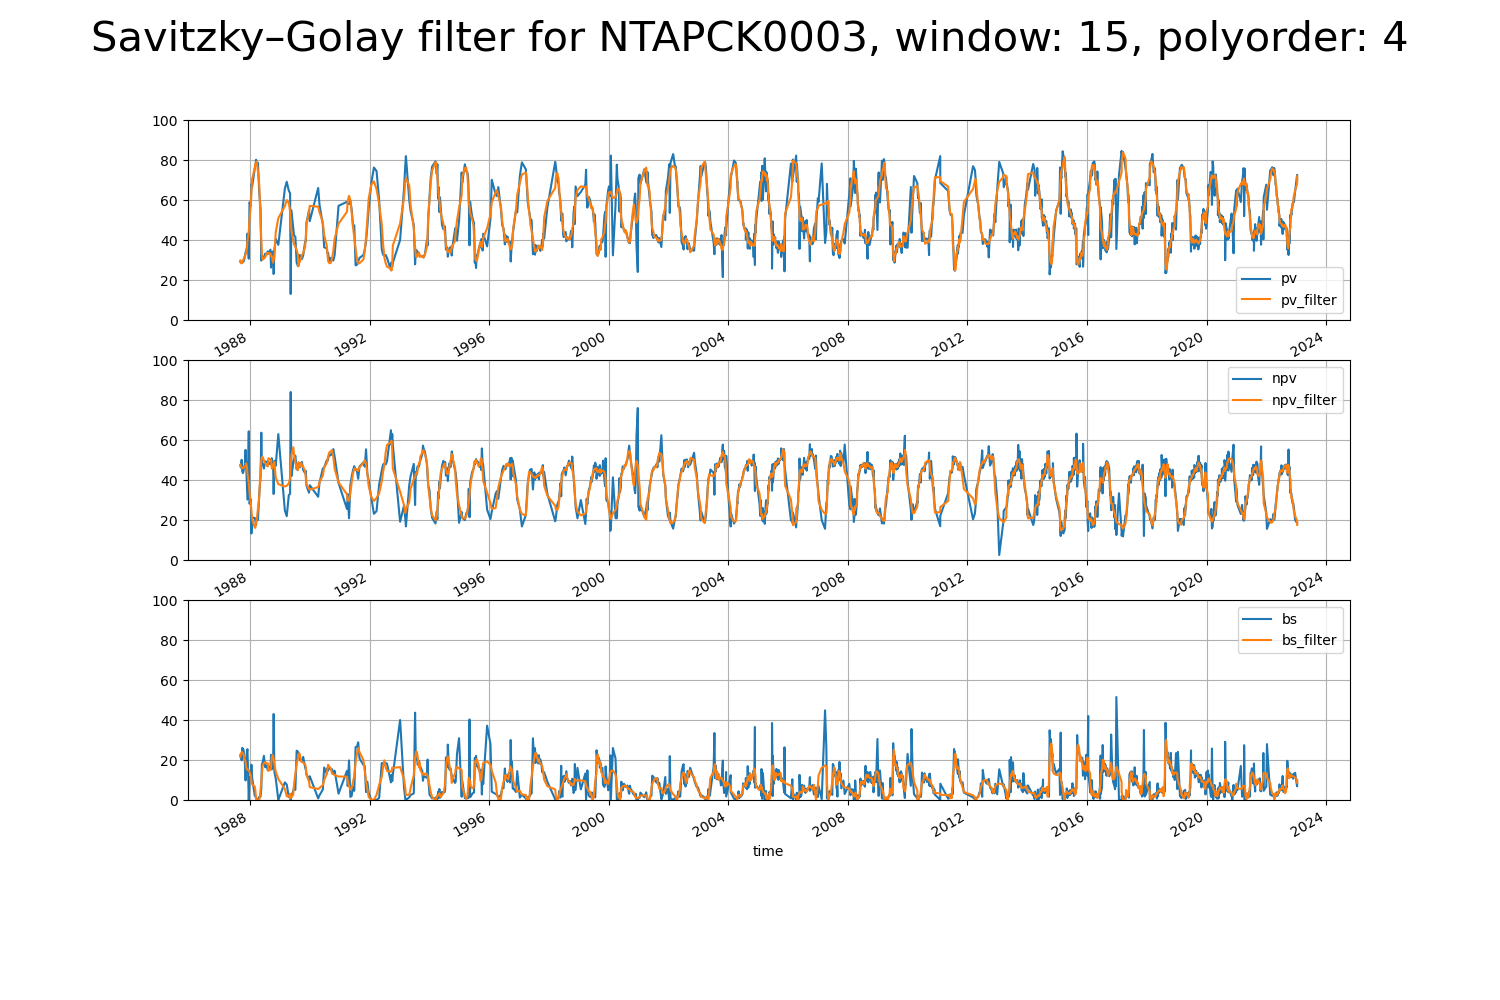 Savitzky–Golay filter for NTAPCK0003, window: 15, polyorder: 4
100
80
60
40
20
0
pv
pv_filter
1988 1992 1996 2000 2004 2008 2012 2016 2020 2024
100
80
60
40
20
0
npv
npv_filter
1988 1992 1996 2000 2004 2008 2012 2016 2020 2024
100
80
60
40
20
0
bs
bs_filter
1988 1992 1996 2000 2004 2008 2012 2016 2020 2024
time